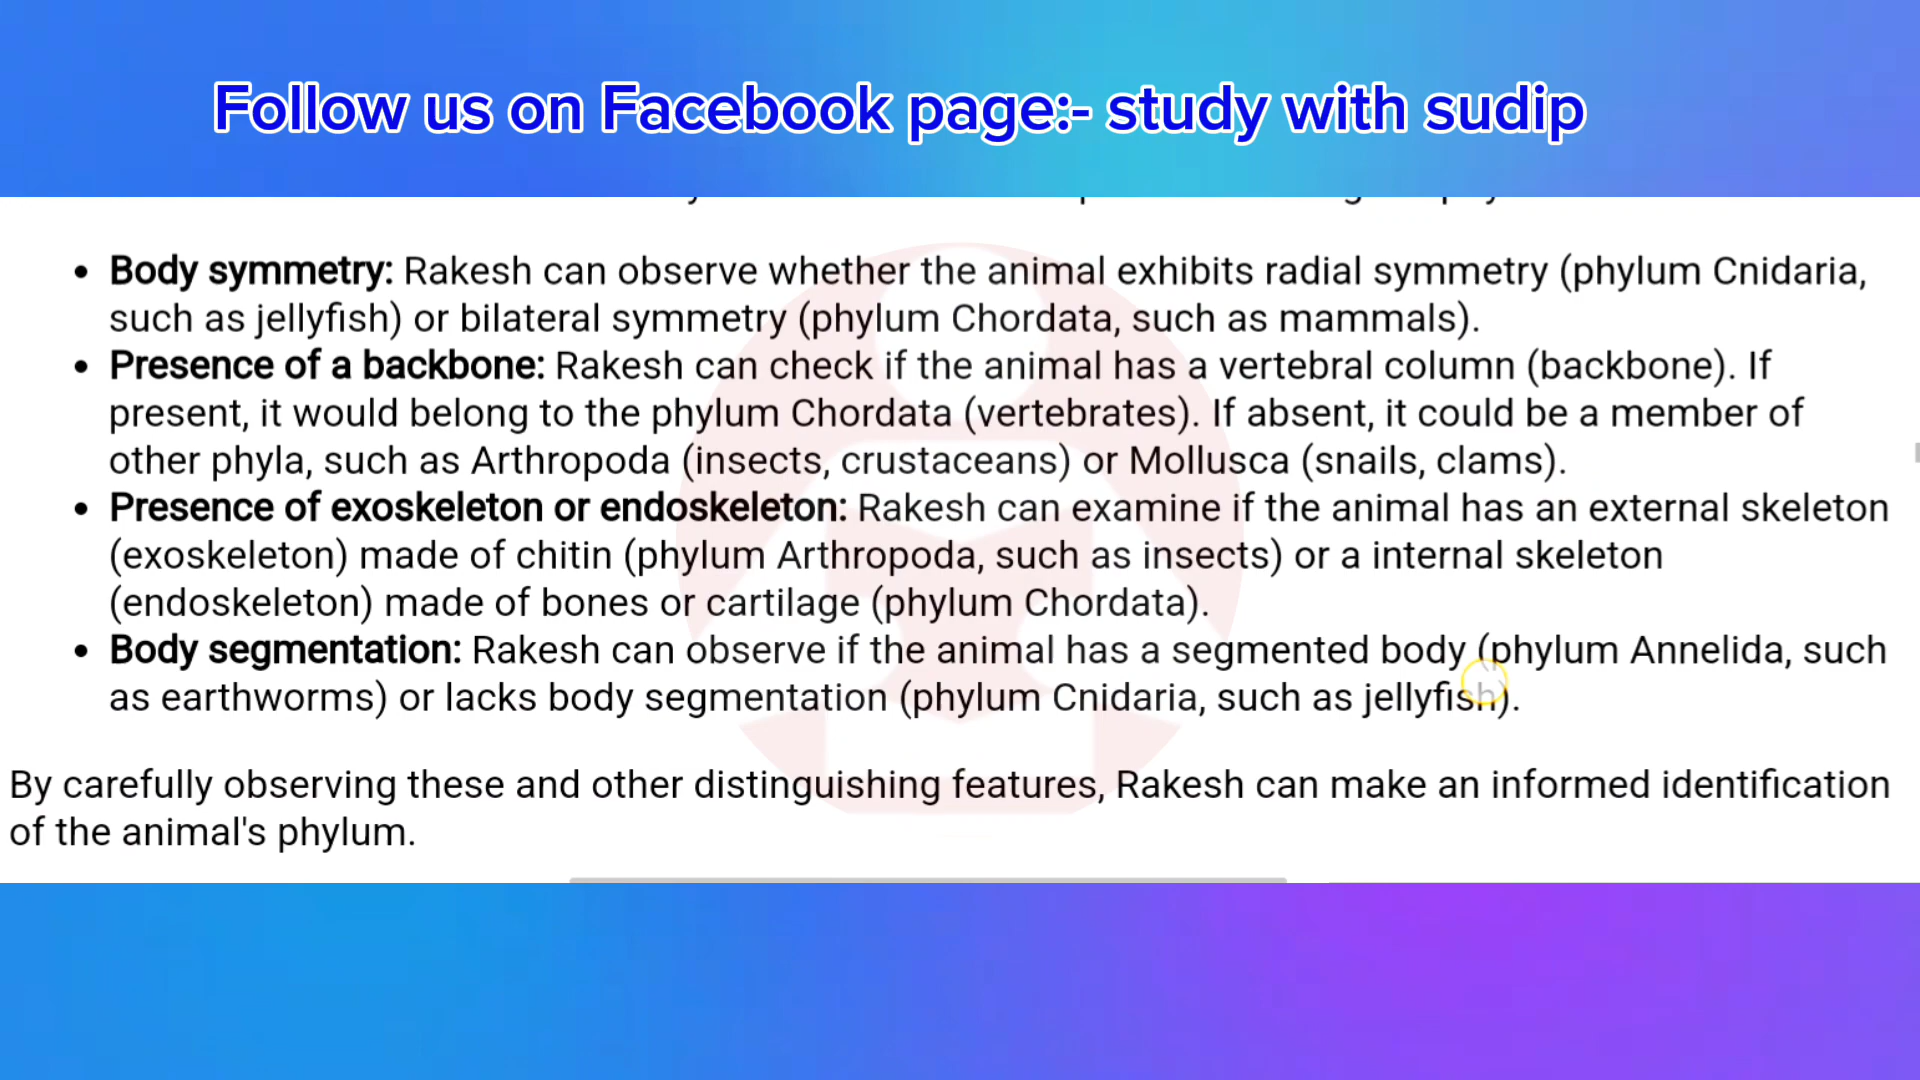 Follow us on Facebook page:- study with sudip
• Body symmetry: Rakesh can observe whether the animal exhibits radial symmetry (phylum Cnidaria,
such as jellyfish) or bilateral symmetry (phylum Chordata, such as mammals).
• Presence of a backbone: Rakesh can check if the animal has a vertebral column (backbone). If
present, it would belong to the phylum Chordata (vertebrates). If absent, it could be a member of
other phyla, such as Arthropoda (insects, crustaceans) or Mollusca (snails, clams).
• Presence of exoskeleton or endoskeleton: Rakesh can examine if the animal has an external skeleton
(exoskeleton) made of chitin (phylum Arthropoda, such as insects) or a internal skeleton
(endoskeleton) made of bones or cartilage (phylum Chordata).
• Body segmentation: Rakesh can observe if the animal has a segmented body (phylum Annelida, such
as earthworms) or lacks body segmentation (phylum Cnidaria, such as jellyfish).
By carefully observing these and other distinguishing features, Rakesh can make an informed identification
of the animal's phylum.